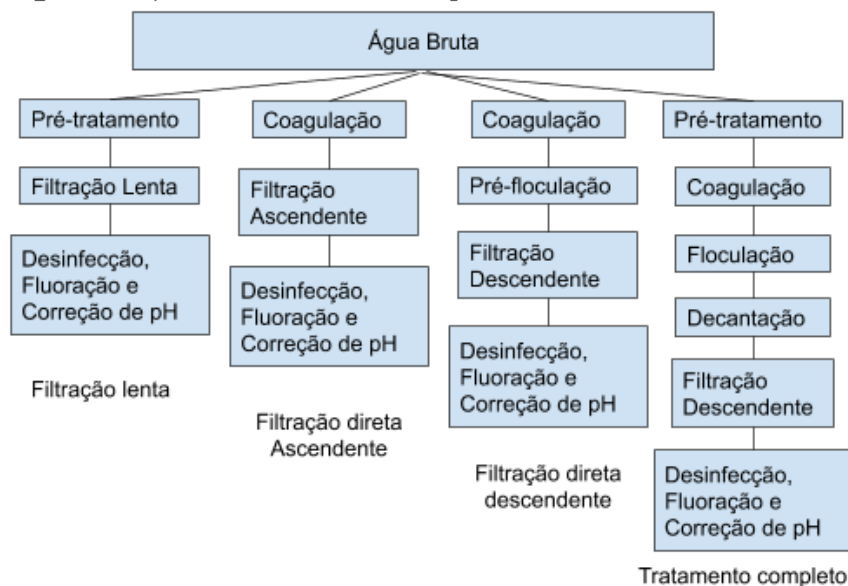 Água Bruta
Pré-tratamento
Filtração Lenta
Desinfecção,
Fluoração e
Correção de pH
Filtração lenta
Coagulação
Filtração
Ascendente
Desinfecção,
Fluoração e
Correção de pH
Filtração direta
Ascendente
Coagulação
Pré-floculação
Filtração
Descendente
Desinfecção,
Fluoração e
Correção de pH
Filtração direta
descendente
Pré-tratamento
Coagulação
Floculação
Decantação
Filtração
Descendente
Desinfecção,
Fluoração e
Correção de pH
Tratamento completo